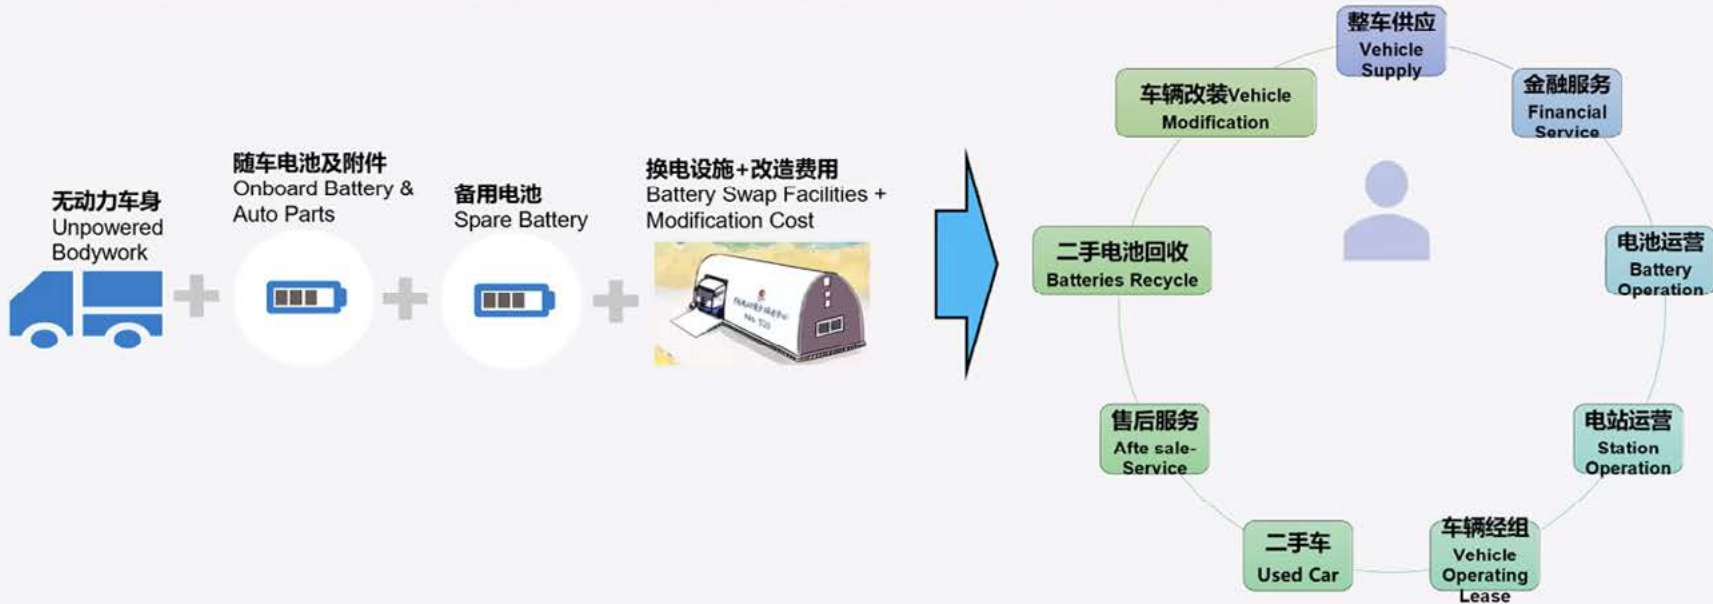 无动力车身
Unpowered
Bodywork
随车电池及附件
Onboard Battery &
Auto Parts
备用电池
Spare Battery
换电设施+改造费用
Battery Swap Facilities +
Modification Cost
No. 520
整车供应
Vehicle
Supply
金融服务
Financial
Service
电池运营
Battery
Operation
电站运营
Station
Operation
车辆经组
Vehicle
Operating
Lease
二手车
Used Car
售后服务
Afte sale-
Service
二手电池回收
Batteries Recycle
车辆改装Vehicle
Modification